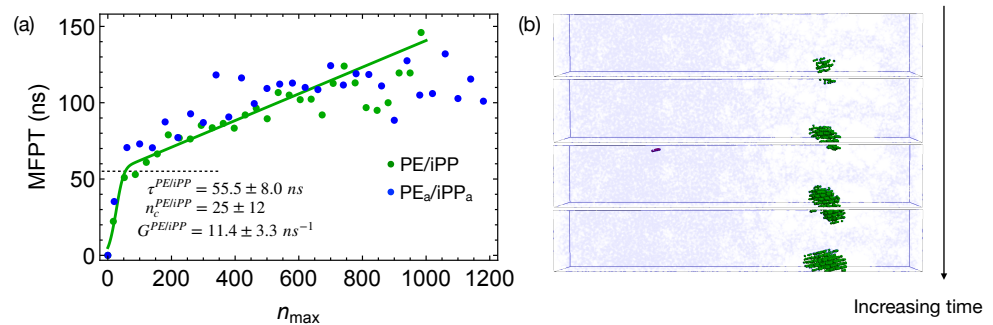 (a)
150
100
50
0
MFPT (ns)
PE/iPP
PEa/iPPa
τ^PE/iPP = 55.5 ± 8.0 ns
n_c^PE/iPP = 25 ± 12
G^PE/iPP = 11.4 ± 3.3 ns⁻¹
0 200 400 600 800 1000 1200
n_max
(b)
Increasing time